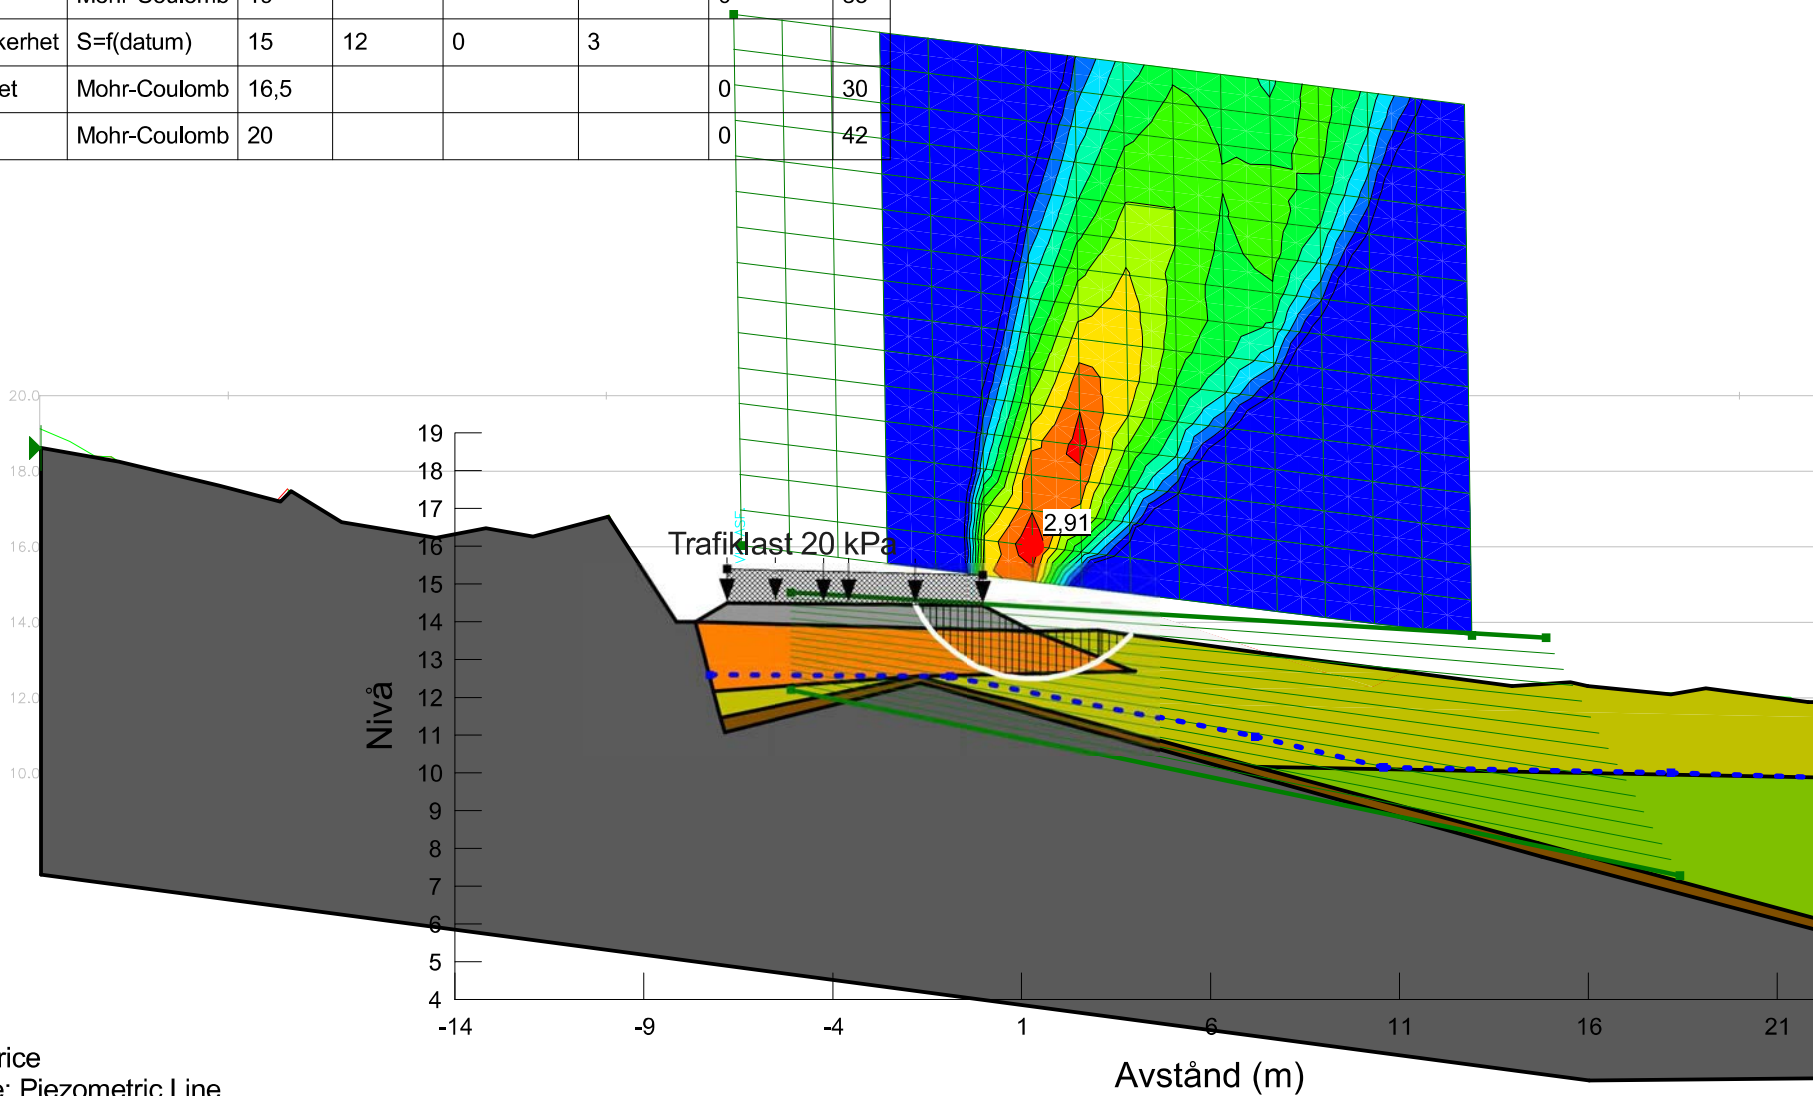 kerhet S=f(datum) 15 12 0 3
et Mohr-Coulomb 16,5 0 30
Mohr-Coulomb 20 0 42
20.0
18.0
16.0
14.0
12.0
10.0
19
18
17
16
15
14
13
12
11
10
9
8
7
6
5
4
Nivå
Trafiklast 20 kPa
2,91
-14 -9 -4 1 6 11 16 21
Avstånd (m)
rice
e: Piezometric Line